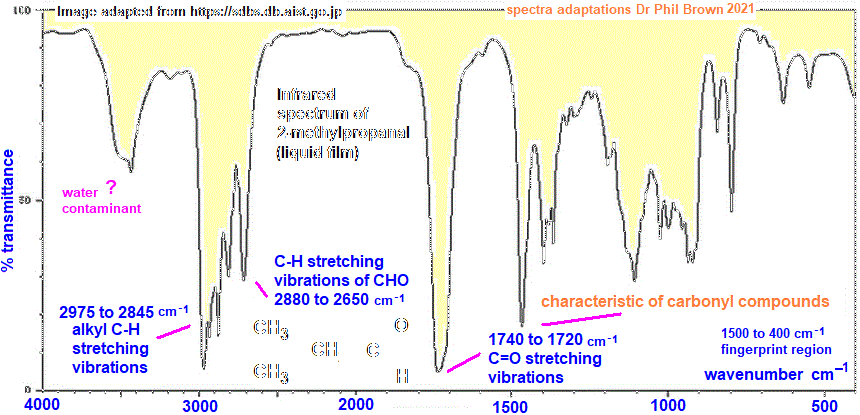 100
Image adapted from https://sdbs.db.aist.go.jp
spectra adaptations Dr Phil Brown 2021
Infrared
spectrum of
2-methylpropanal
(liquid film)
% transmittance
50
water ?
contaminant
C-H stretching
vibrations of CHO
2880 to 2650 cm⁻¹
2975 to 2845 cm⁻¹
alkyl C-H
stretching
vibrations
characteristic of carbonyl compounds
CH₃
O
CH
C
CH₃
H
1740 to 1720 cm⁻¹
C=O stretching
vibrations
1500 to 400 cm⁻¹
fingerprint region
wavenumber cm⁻¹
0
4000
3000
2000
1500
1000
500